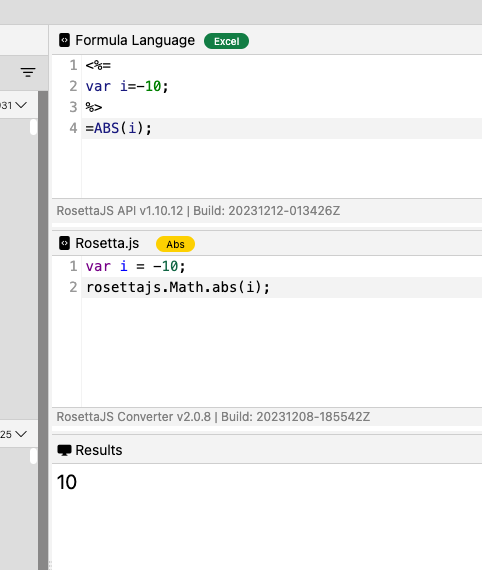 Formula Language Excel
1 <%=
2 var i=-10;
3 %>
4 =ABS(i);
931
RosettaJS API v1.10.12 | Build: 20231212-013426Z
Rosetta.js Abs
1 var i = -10;
2 rosettajs.Math.abs(i);
RosettaJS Converter v2.0.8 | Build: 20231208-185542Z
25
Results
10